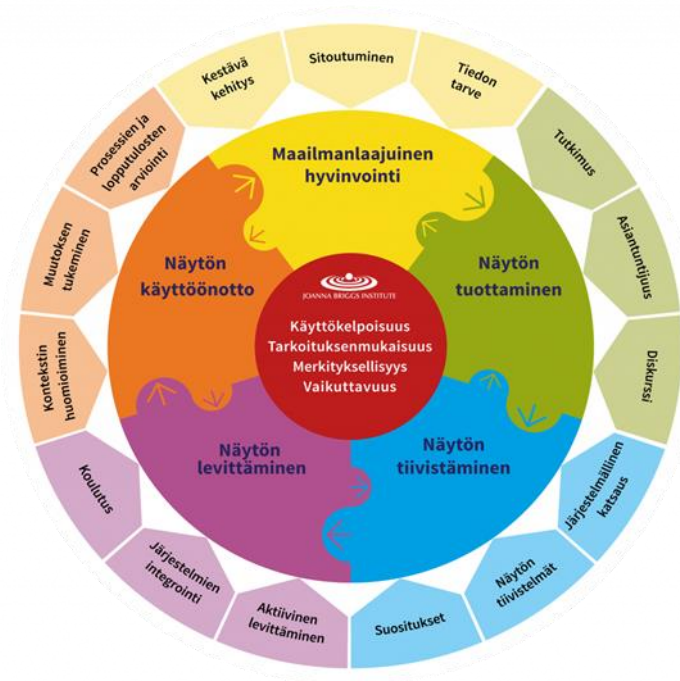 Kestävä
kehitys
Sitoutuminen
Tiedon
tarve
Tutkimus
Asiantuntijuus
Diskurssi
Järjestelmällinen
katsaus
Näytön
tiivistelmät
Suositukset
Aktiivinen
levittäminen
Järjestelmien
integrointi
Koulutus
Kontekstin
huomioiminen
Muutoksen
tukeminen
Prosessien ja
lopputulosten
arviointi
Maailmanlaajuinen
hyvinvointi
Näytön
tuottaminen
Näytön
tiivistäminen
Näytön
levittäminen
Näytön
käyttöönotto
JOANNA BRIGGS INSTITUTE
Käyttökelpoisuus
Tarkoituksenmukaisuus
Merkityksellisyys
Vaikuttavuus